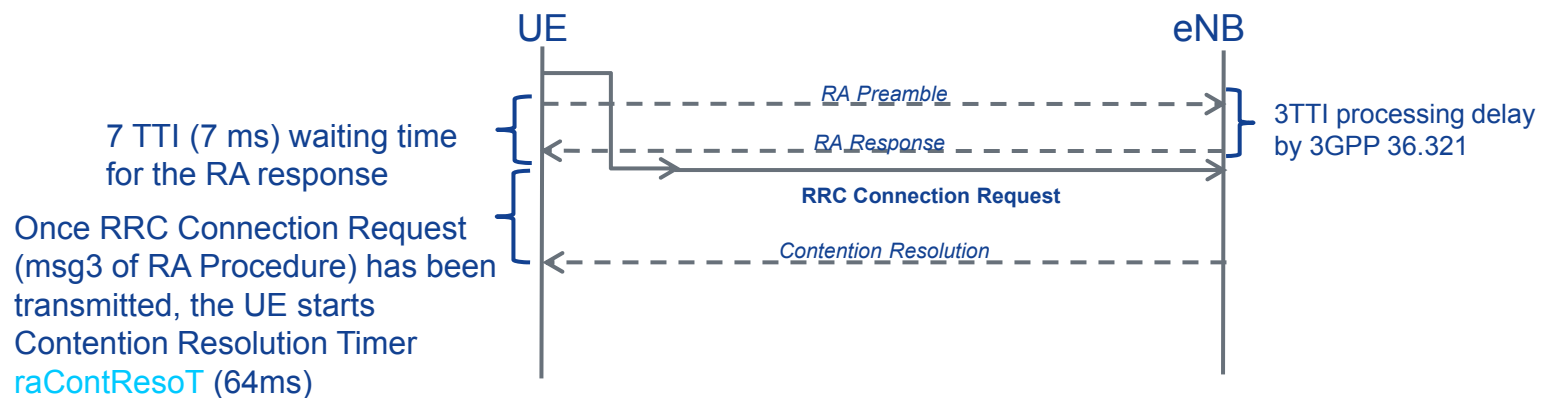 UE
eNB
RA Preamble
3TTI processing delay
by 3GPP 36.321
7 TTI (7 ms) waiting time
for the RA response
RA Response
RRC Connection Request
Once RRC Connection Request
(msg3 of RA Procedure) has been
transmitted, the UE starts
Contention Resolution Timer
raContResoT (64ms)
Contention Resolution